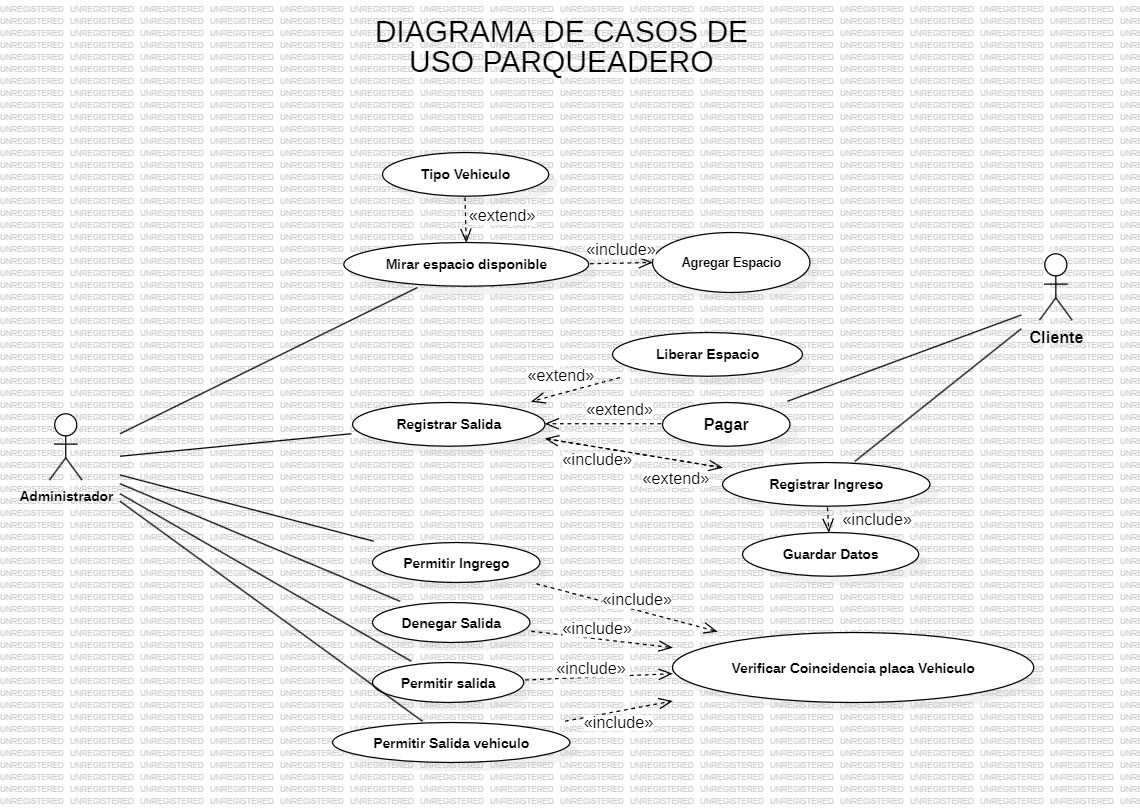 DIAGRAMA DE CASOS DE
USO PARQUEADERO
Tipo Vehiculo
«extend»
Mirar espacio disponible
«include»
Agregar Espacio
Cliente
Liberar Espacio
«extend»
Registrar Salida
«extend»
Pagar
«include»
«extend»
Registrar Ingreso
«include»
Guardar Datos
Administrador
Permitir Ingrego
«include»
Denegar Salida
«include»
Permitir salida
«include»
Verificar Coincidencia placa Vehiculo
Permitir Salida vehiculo
«include»
UNREGISTERED